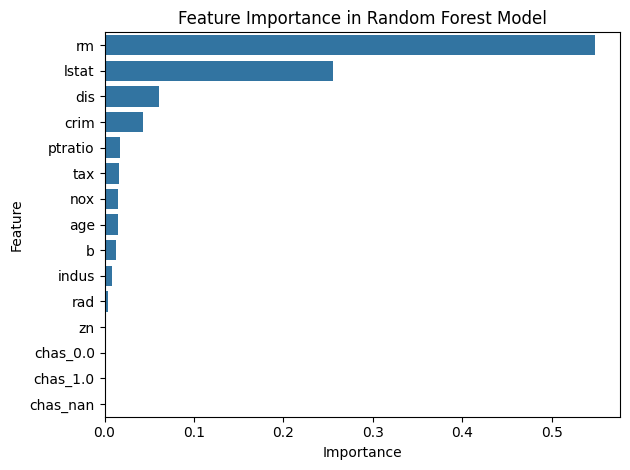 Feature Importance in Random Forest Model
rm
lstat
dis
crim
ptratio
tax
nox
age
b
indus
rad
zn
chas_0.0
chas_1.0
chas_nan
Feature
0.0 0.1 0.2 0.3 0.4 0.5
Importance